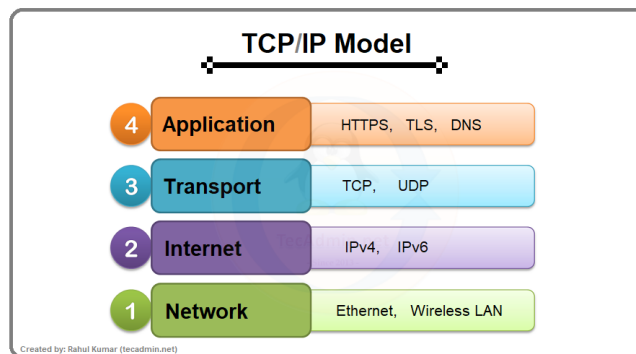 TCP/IP Model
4 Application HTTPS, TLS, DNS
3 Transport TCP, UDP
2 Internet IPv4, IPv6
1 Network Ethernet, Wireless LAN
Created by: Rahul Kumar (tecadmin.net)